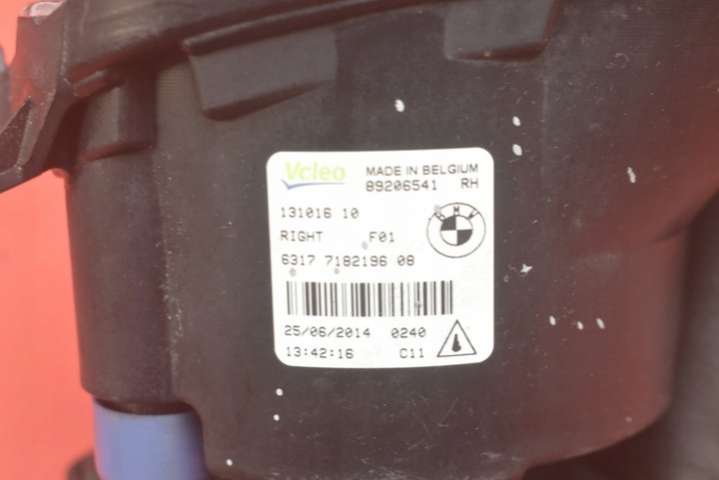 Valeo MADE IN BELGIUM
89206541 RH
131016 10
BMW
RIGHT F01
6317 7182196 08
25/06/2014 0240
13:42:16 C11